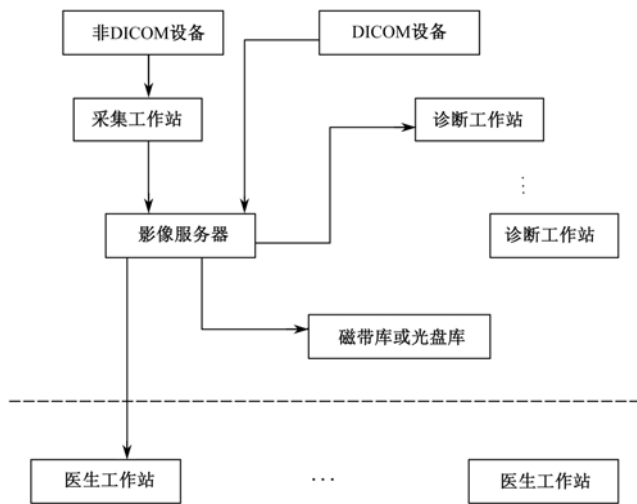 非DICOM设备
DICOM设备
采集工作站
诊断工作站
⋮
影像服务器
诊断工作站
磁带库或光盘库
医生工作站
...
医生工作站